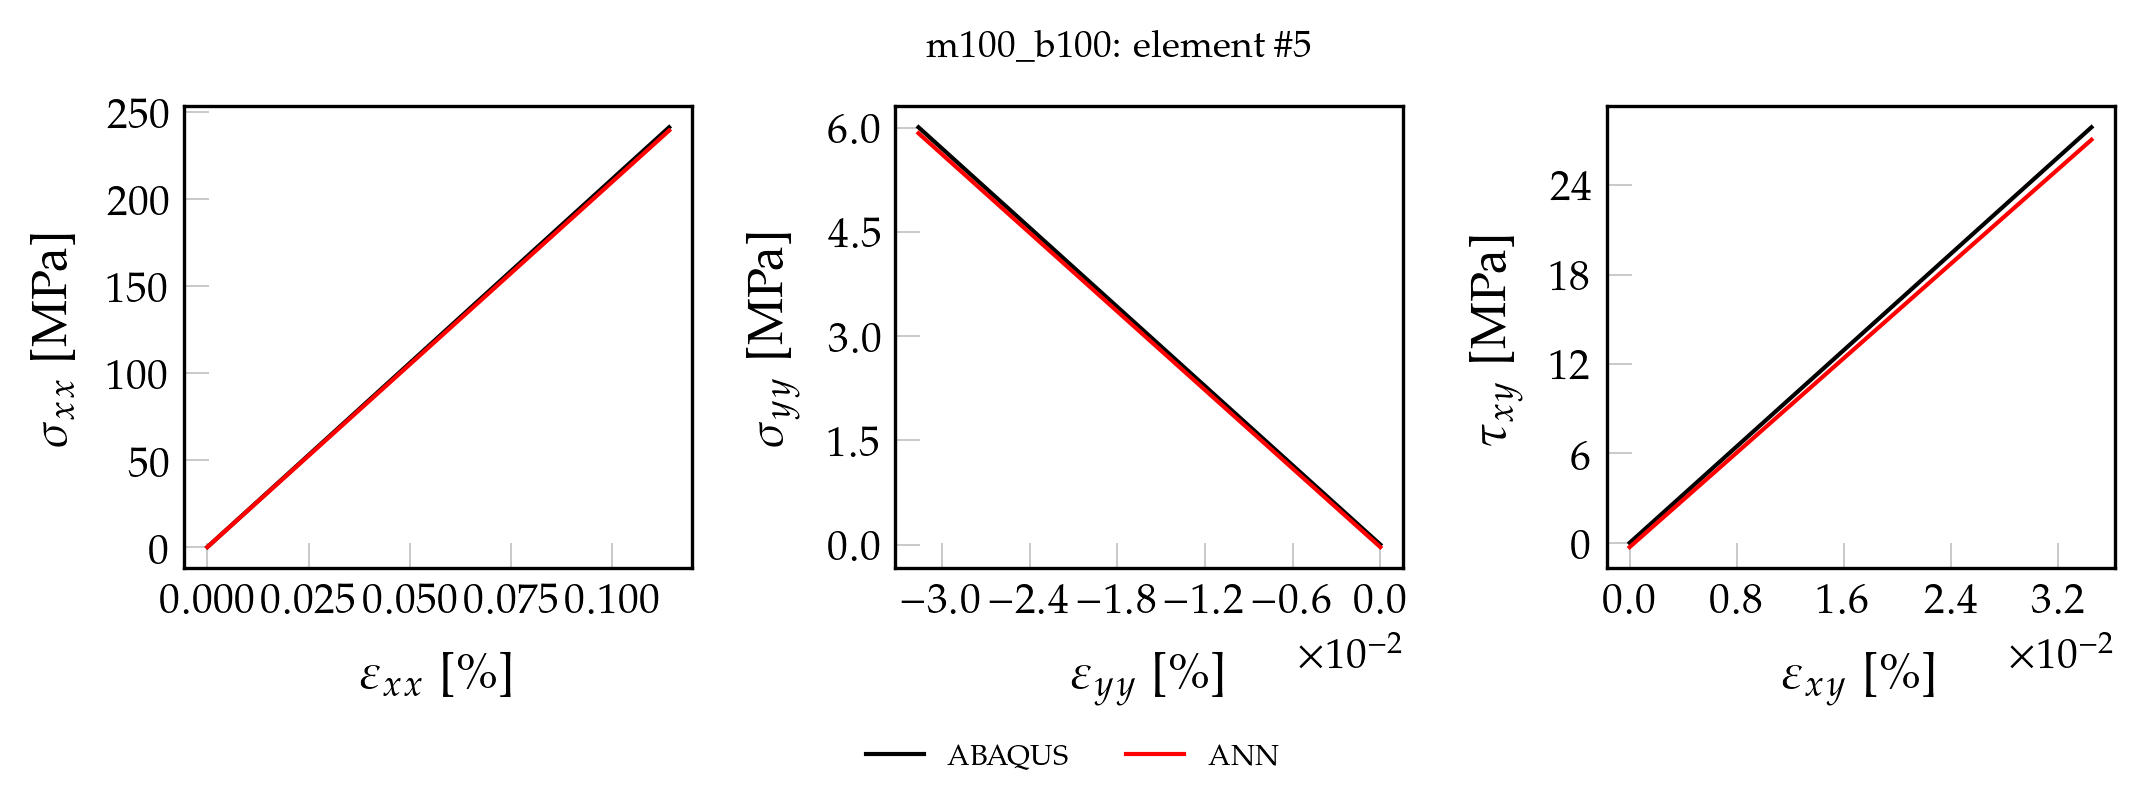 m100_b100: element #5
250
200
150
100
50
0
σxx [MPa]
0.000 0.025 0.050 0.075 0.100
εxx [%]
6.0
4.5
3.0
1.5
0.0
σyy [MPa]
−3.0 −2.4 −1.8 −1.2 −0.6 0.0
×10−2
εyy [%]
24
18
12
6
0
τxy [MPa]
0.0 0.8 1.6 2.4 3.2
×10−2
εxy [%]
ABAQUS ANN